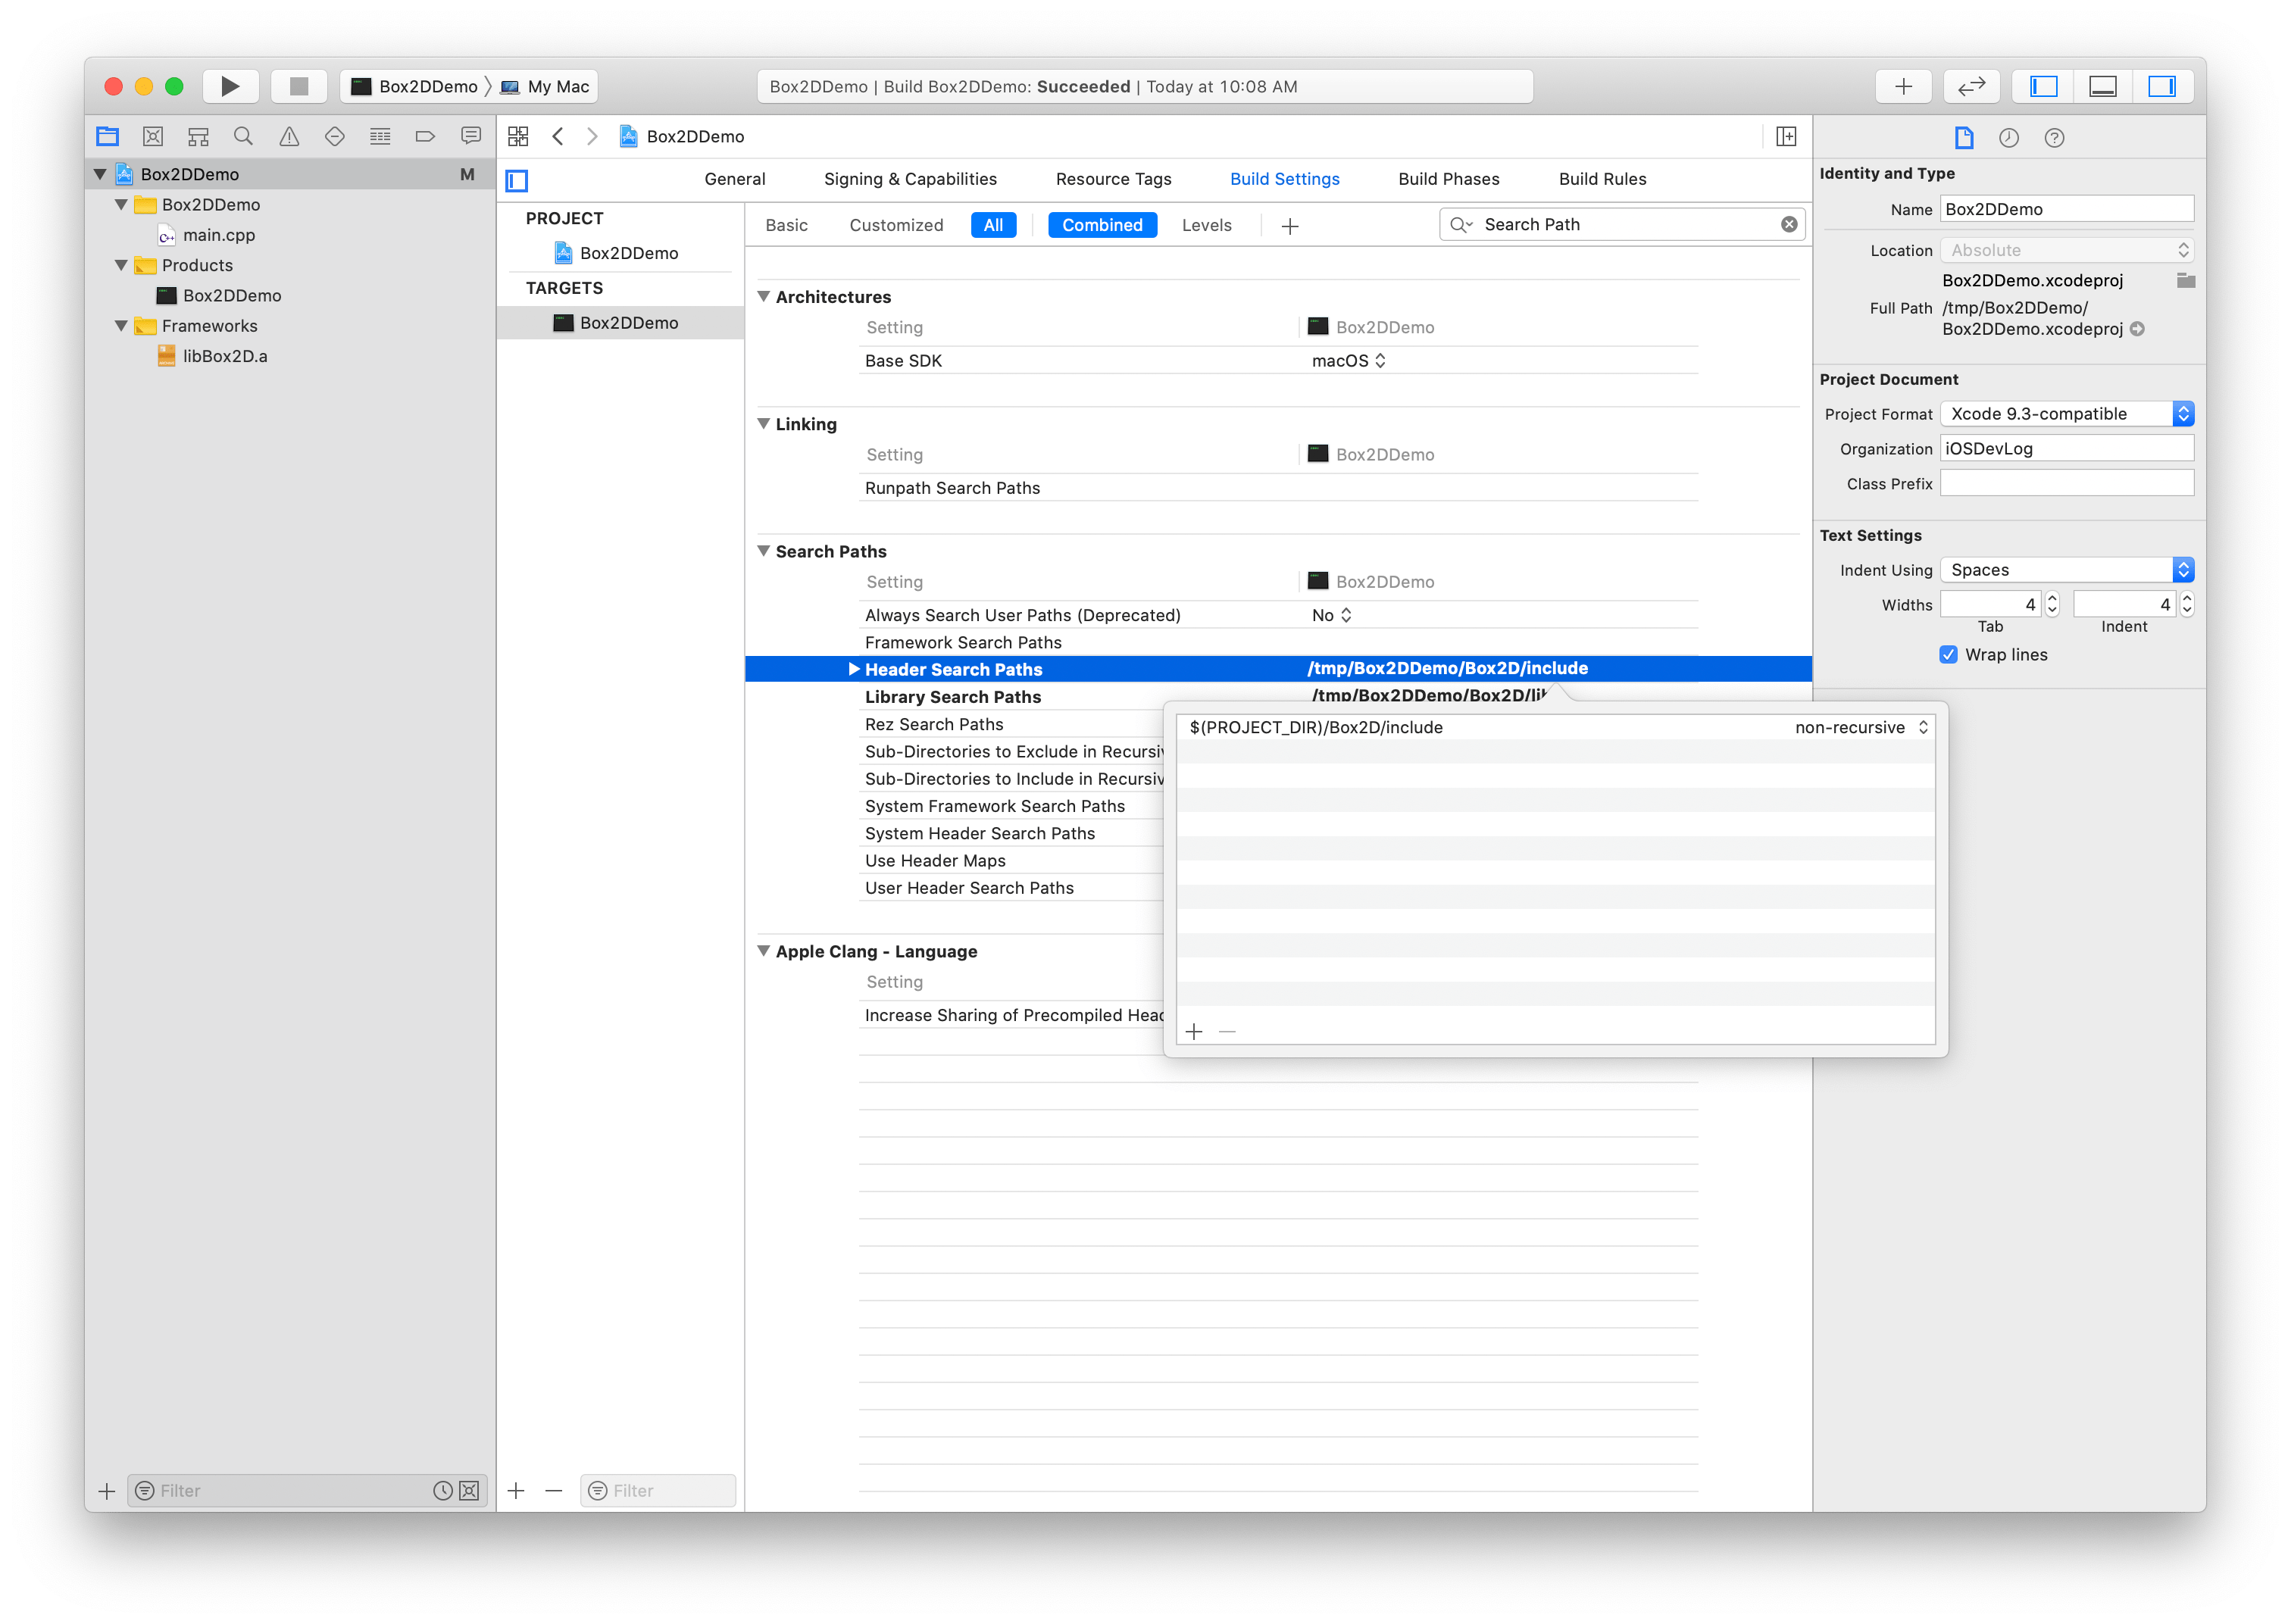 Box2DDemo My Mac
Box2DDemo | Build Box2DDemo: Succeeded | Today at 10:08 AM
Box2DDemo M
Box2DDemo
main.cpp
Products
Box2DDemo
Frameworks
libBox2D.a
Filter
Box2DDemo
General Signing & Capabilities Resource Tags Build Settings Build Phases Build Rules
PROJECT
Box2DDemo
TARGETS
Box2DDemo
Filter
Basic Customized All Combined Levels Search Path
Architectures
Setting Box2DDemo
Base SDK macOS
Linking
Setting Box2DDemo
Runpath Search Paths
Search Paths
Setting Box2DDemo
Always Search User Paths (Deprecated) No
Framework Search Paths
Header Search Paths /tmp/Box2DDemo/Box2D/include
Library Search Paths /tmp/Box2DDemo/Box2D/li
Rez Search Paths
Sub-Directories to Exclude in Recursiv
Sub-Directories to Include in Recursiv
System Framework Search Paths
System Header Search Paths
Use Header Maps
User Header Search Paths
Apple Clang - Language
Setting
Increase Sharing of Precompiled Head
$(PROJECT_DIR)/Box2D/include non-recursive
Identity and Type
Name Box2DDemo
Location Absolute
Box2DDemo.xcodeproj
Full Path /tmp/Box2DDemo/
Box2DDemo.xcodeproj
Project Document
Project Format Xcode 9.3-compatible
Organization iOSDevLog
Class Prefix
Text Settings
Indent Using Spaces
Widths 4 4
Tab Indent
Wrap lines